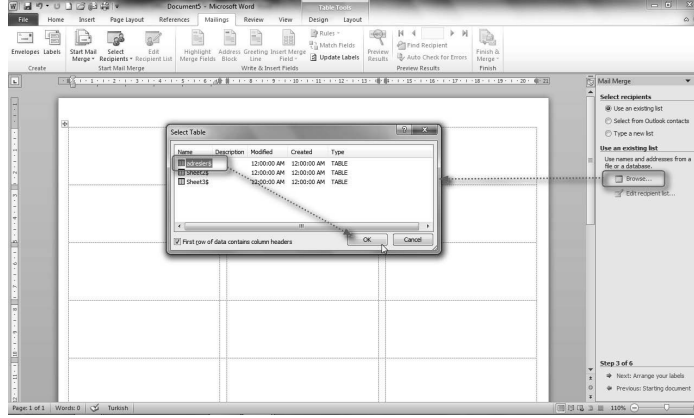 Document5 - Microsoft Word
Table Tools
File Home Insert Page Layout References Mailings Review View Design Layout
Envelopes Labels
Start Mail Merge
Select Recipients
Edit Recipient List
Highlight Merge Fields
Address Block
Greeting Line
Insert Merge Field
Rules
Match Fields
Update Labels
Preview Results
Find Recipient
Auto Check for Errors
Finish & Merge
Create
Start Mail Merge
Write & Insert Fields
Preview Results
Finish
Select Table
Name Description Modified Created Type
adresler$ 12:00:00 AM 12:00:00 AM TABLE
Sheet2$ 12:00:00 AM 12:00:00 AM TABLE
Sheet3$ 12:00:00 AM 12:00:00 AM TABLE
First row of data contains column headers
OK
Cancel
Mail Merge
Select recipients
Use an existing list
Select from Outlook contacts
Type a new list
Use an existing list
Use names and addresses from a
file or a database.
Browse...
Edit recipient list...
Step 3 of 6
Next: Arrange your labels
Previous: Starting document
Page: 1 of 1 Words: 0 Turkish
110%